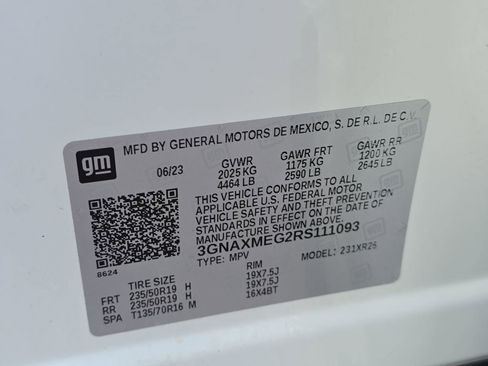 gm
MFD BY GENERAL MOTORS DE MEXICO, S. DE R.L. DE C.V.
06/23 GVWR GAWR FRT GAWR RR
2025 KG 1175 KG 1200 KG
4464 LB 2590 LB 2645 LB
THIS VEHICLE CONFORMS TO ALL
APPLICABLE U.S. FEDERAL MOTOR
VEHICLE SAFETY AND THEFT
PREVENTION STANDARDS IN EFFECT
ON THE DATE OF MANUFACTURE
SHOWN ABOVE.
3GNAXMEG2RS111093
TYPE: MPV MODEL: 231XR26
8624
TIRE SIZE RIM
FRT 235/50R19 H 19X7.5J
RR 235/50R19 H 19X7.5J
SPA T135/70R16 M 16X4BT